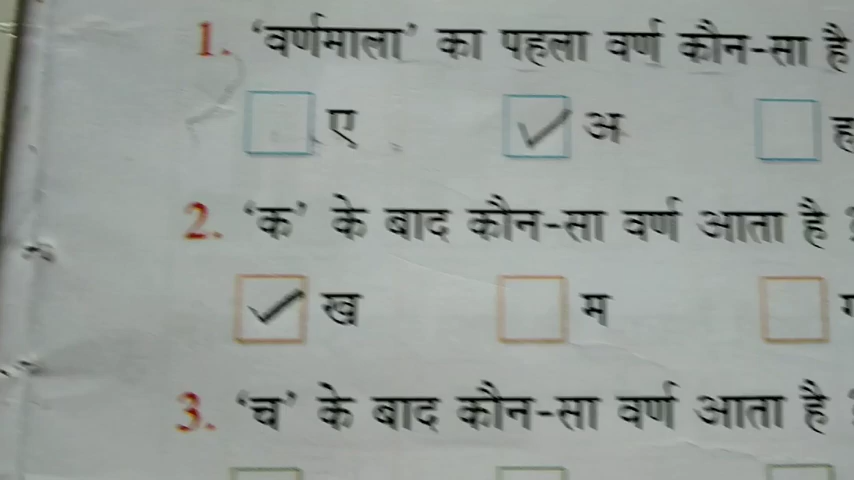 1. ‘वर्णमाला’ का पहला वर्ण कौन-सा है
ए ✓ अ ह
2. ‘क’ के बाद कौन-सा वर्ण आता है
✓ ख म
3. ‘च’ के बाद कौन-सा वर्ण आता है